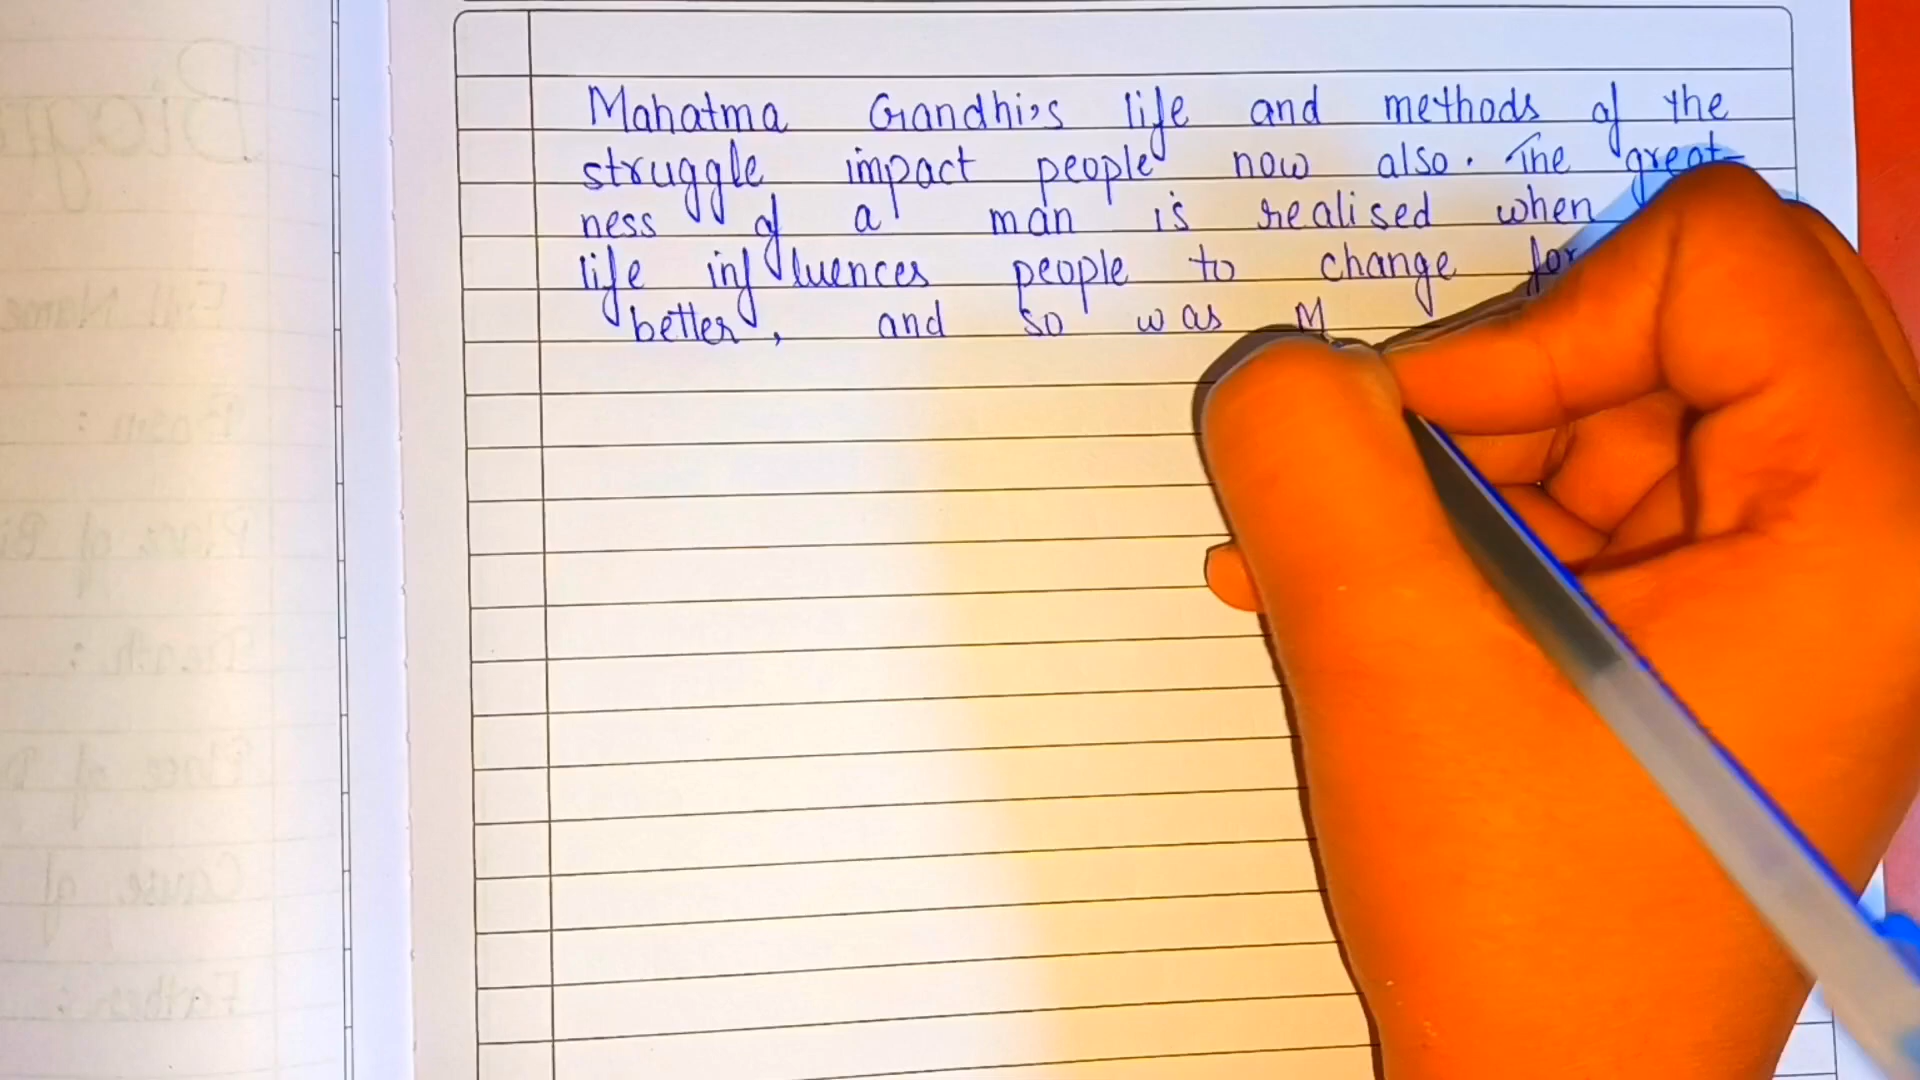 Mahatma Gandhi's life and methods of the
struggle impact people now also. The great-
ness of a man is realised when
life influences people to change for
better, and so was M